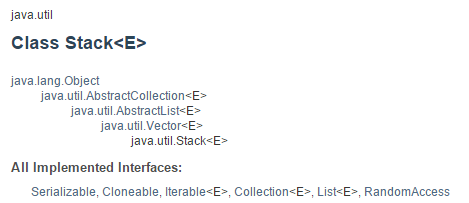 java.util
Class Stack<E>
java.lang.Object
java.util.AbstractCollection<E>
java.util.AbstractList<E>
java.util.Vector<E>
java.util.Stack<E>
All Implemented Interfaces:
Serializable, Cloneable, Iterable<E>, Collection<E>, List<E>, RandomAccess